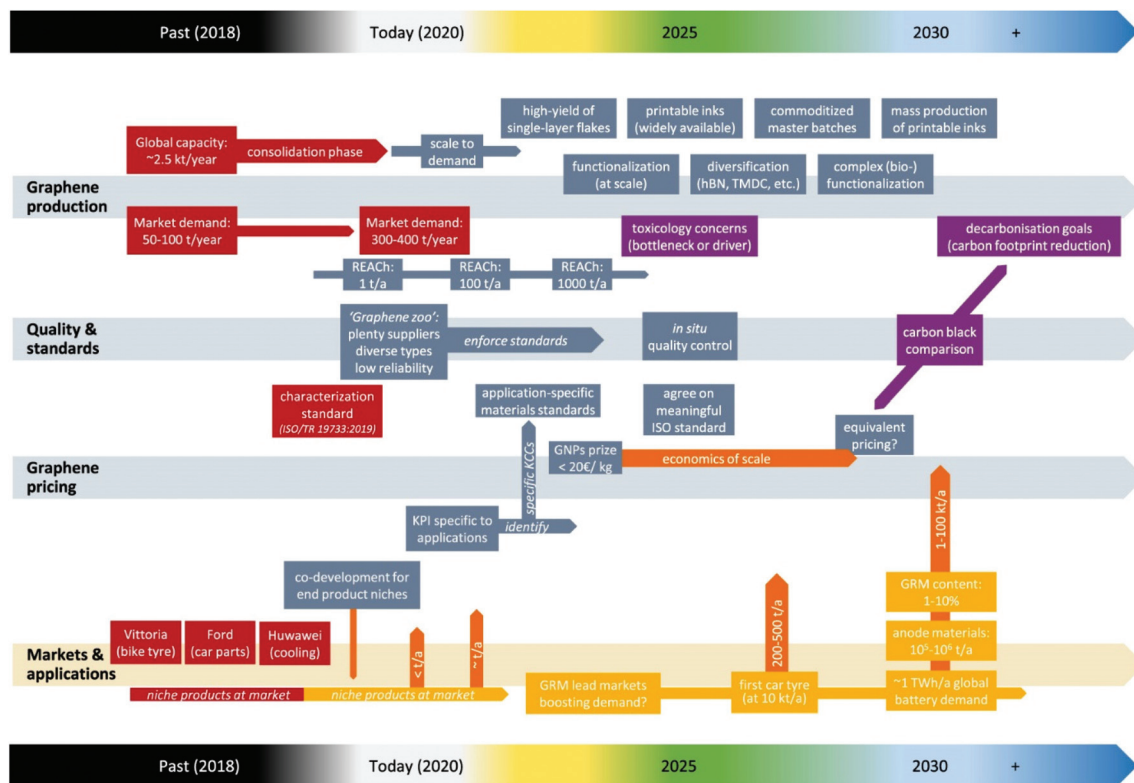 Past (2018)
Today (2020)
2025
2030
+
high-yield of
single-layer flakes
printable inks
(widely available)
commoditized
master batches
mass production
of printable inks
Global capacity:
~2.5 kt/year
consolidation phase
scale to
demand
functionalization
(at scale)
diversification
(hBN, TMDC, etc.)
complex (bio-)
functionalization
Graphene
production
Market demand:
50-100 t/year
Market demand:
300-400 t/year
toxicology concerns
(bottleneck or driver)
decarbonisation goals
(carbon footprint reduction)
REACh:
1 t/a
REACh:
100 t/a
REACh:
1000 t/a
Quality &
standards
'Graphene zoo':
plenty suppliers
diverse types
low reliability
enforce standards
in situ
quality control
carbon black
comparison
characterization
standard
(ISO/TR 19733:2019)
application-specific
materials standards
agree on
meaningful
ISO standard
equivalent
pricing?
GNPs prize
< 20€/ kg
economics of scale
Graphene
pricing
specific KCCs
KPI specific to
applications
identify
1-100 kt/a
co-development for
end product niches
GRM content:
1-10%
Vittoria
(bike tyre)
Ford
(car parts)
Huwawei
(cooling)
< t/a
~ t/a
200-500 t/a
anode materials:
10⁵-10⁶ t/a
Markets &
applications
niche products at market
niche products at market
GRM lead markets
boosting demand?
first car tyre
(at 10 kt/a)
~1 TWh/a global
battery demand
Past (2018)
Today (2020)
2025
2030
+